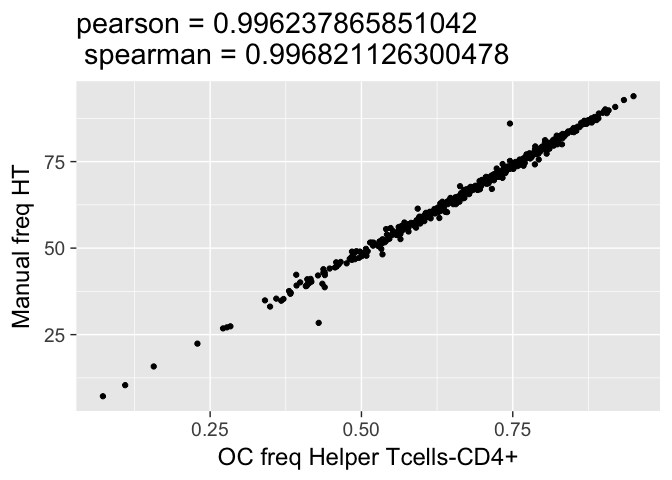 pearson = 0.996237865851042
spearman = 0.996821126300478
Manual freq HT
75
50
25
0.25 0.50 0.75
OC freq Helper Tcells-CD4+